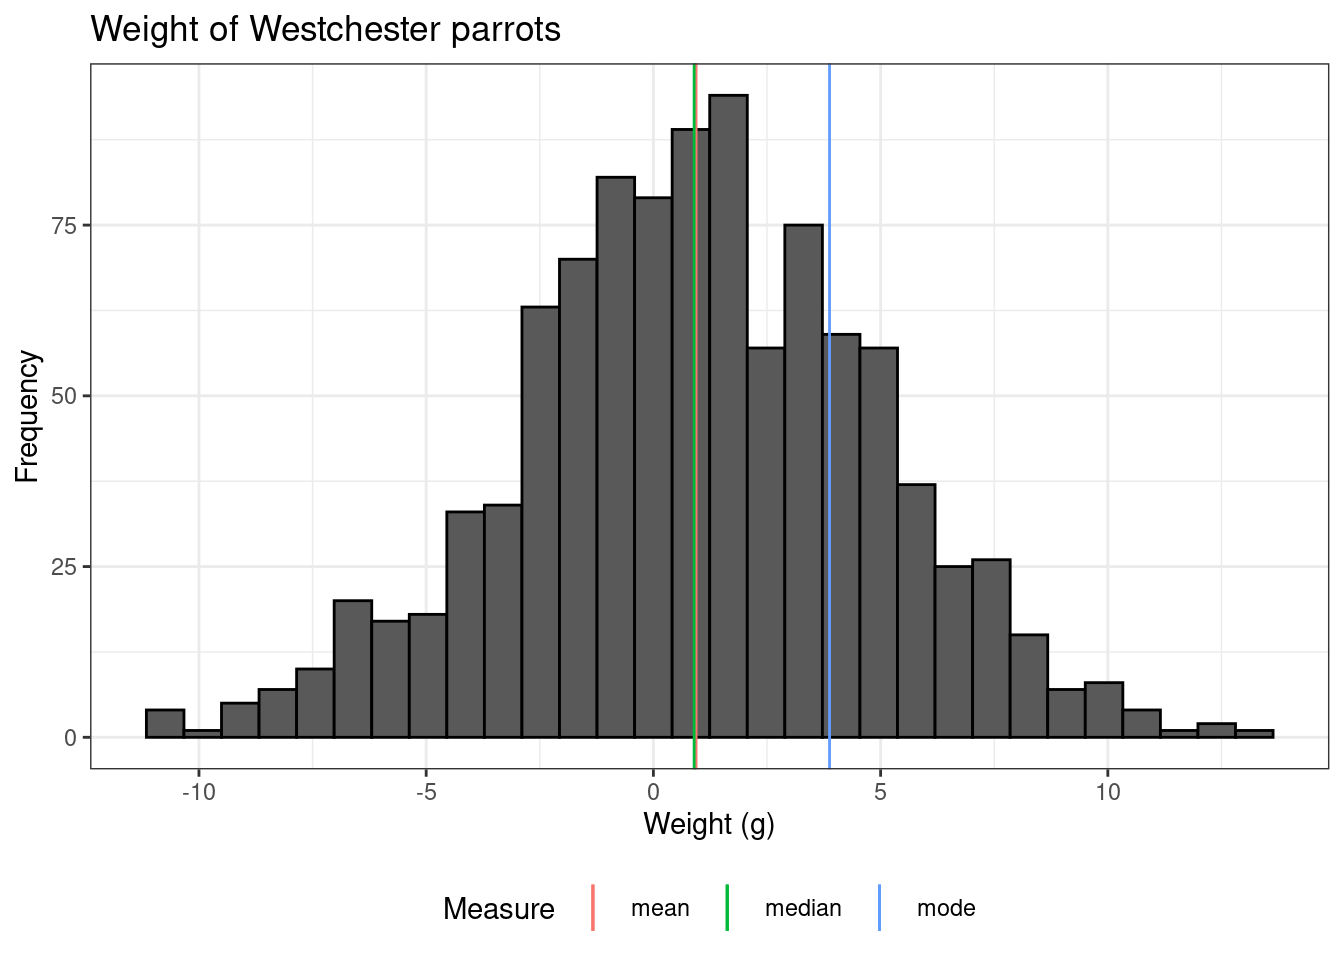 Weight of Westchester parrots
Frequency
75
50
25
0
-10 -5 0 5 10
Weight (g)
Measure mean median mode